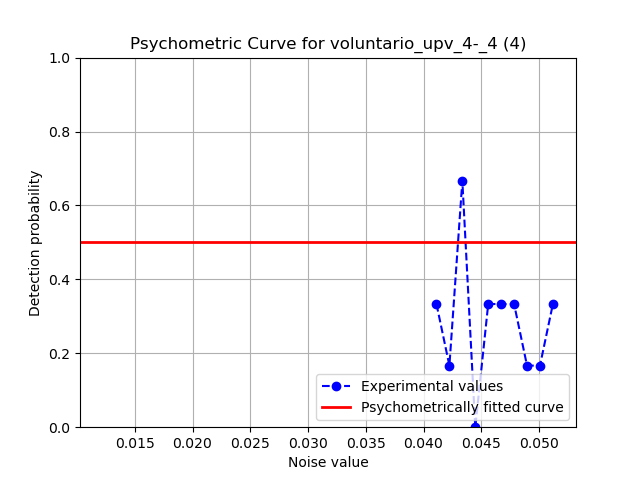 Psychometric Curve for voluntario_upv_4-_4 (4)
1.0
0.8
0.6
0.4
0.2
0.0
Detection probability
0.015 0.020 0.025 0.030 0.035 0.040 0.045 0.050
Noise value
Experimental values
Psychometrically fitted curve